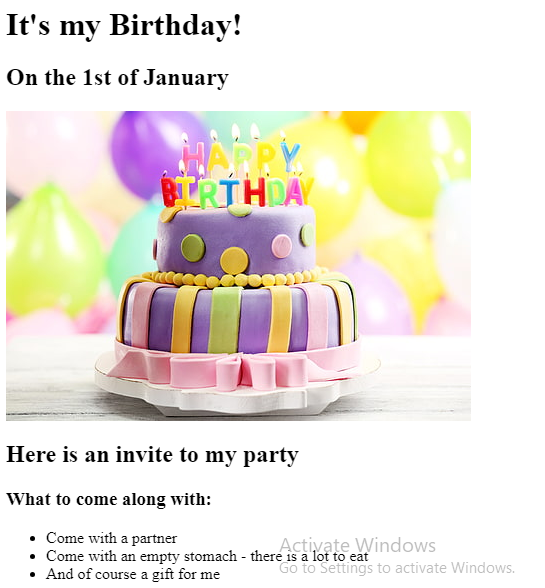 It's my Birthday!
On the 1st of January
HAPPY
BIRTHDAY
Here is an invite to my party
What to come along with:
Come with a partner
Come with an empty stomach - there is a lot to eat
And of course a gift for me
Activate Windows
Go to Settings to activate Windows.